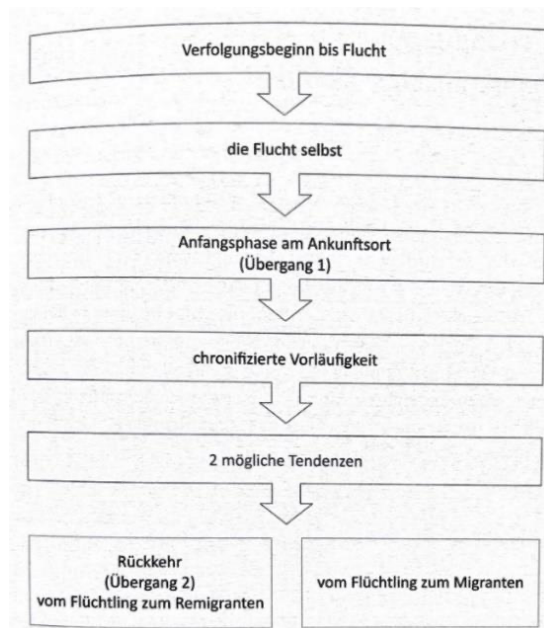 Verfolgungsbeginn bis Flucht
die Flucht selbst
Anfangsphase am Ankunftsort
(Übergang 1)
chronifizierte Vorläufigkeit
2 mögliche Tendenzen
Rückkehr
(Übergang 2)
vom Flüchtling zum Remigranten
vom Flüchtling zum Migranten